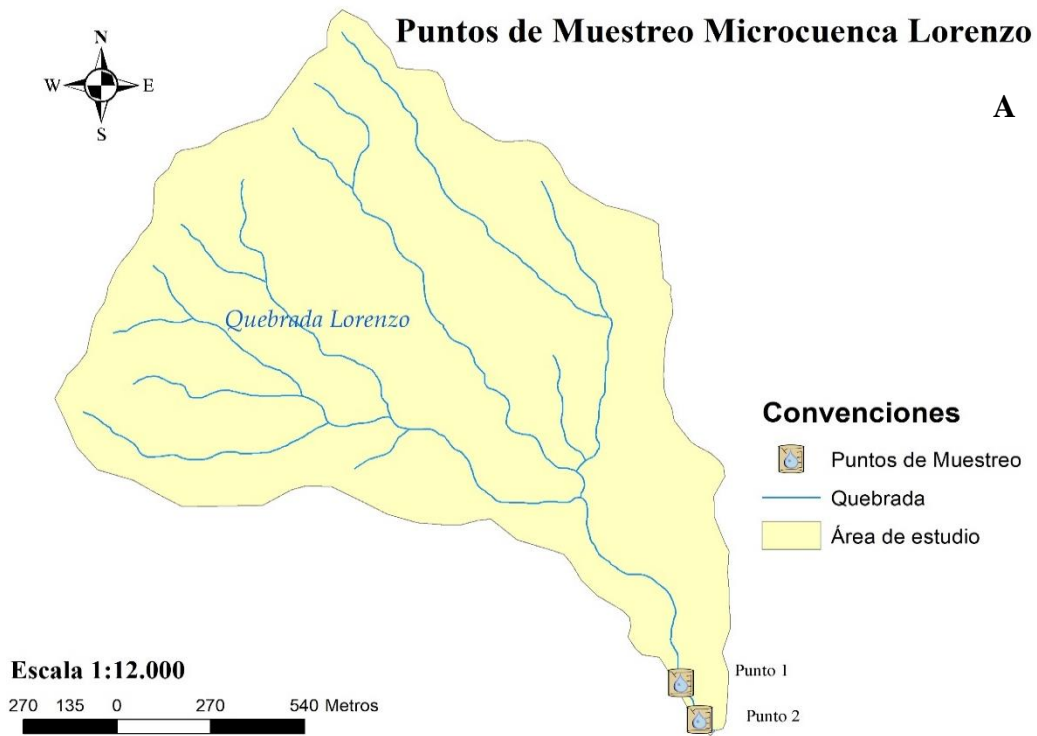 Puntos de Muestreo Microcuenca Lorenzo
N
W E
S
A
Quebrada Lorenzo
Convenciones
Puntos de Muestreo
Quebrada
Área de estudio
Punto 1
Punto 2
Escala 1:12.000
270 135 0 270 540 Metros